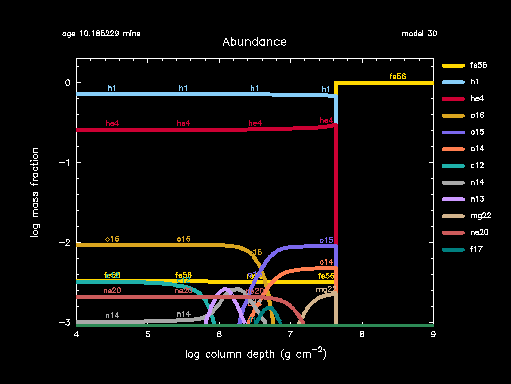 age 10.185229 mins
model 30
Abundance
fe56
h1
he4
o16
o15
o14
c12
n14
n13
mg22
ne20
f17
h1 h1 h1 h1
fe56
he4 he4 he4 he4
o16 o16
o15
o14
fe56 fe56 fe56
mg22
ne20
n14 n14
0
−1
−2
−3
4 5 6 7 8 9
log mass fraction
log column depth (g cm⁻²)